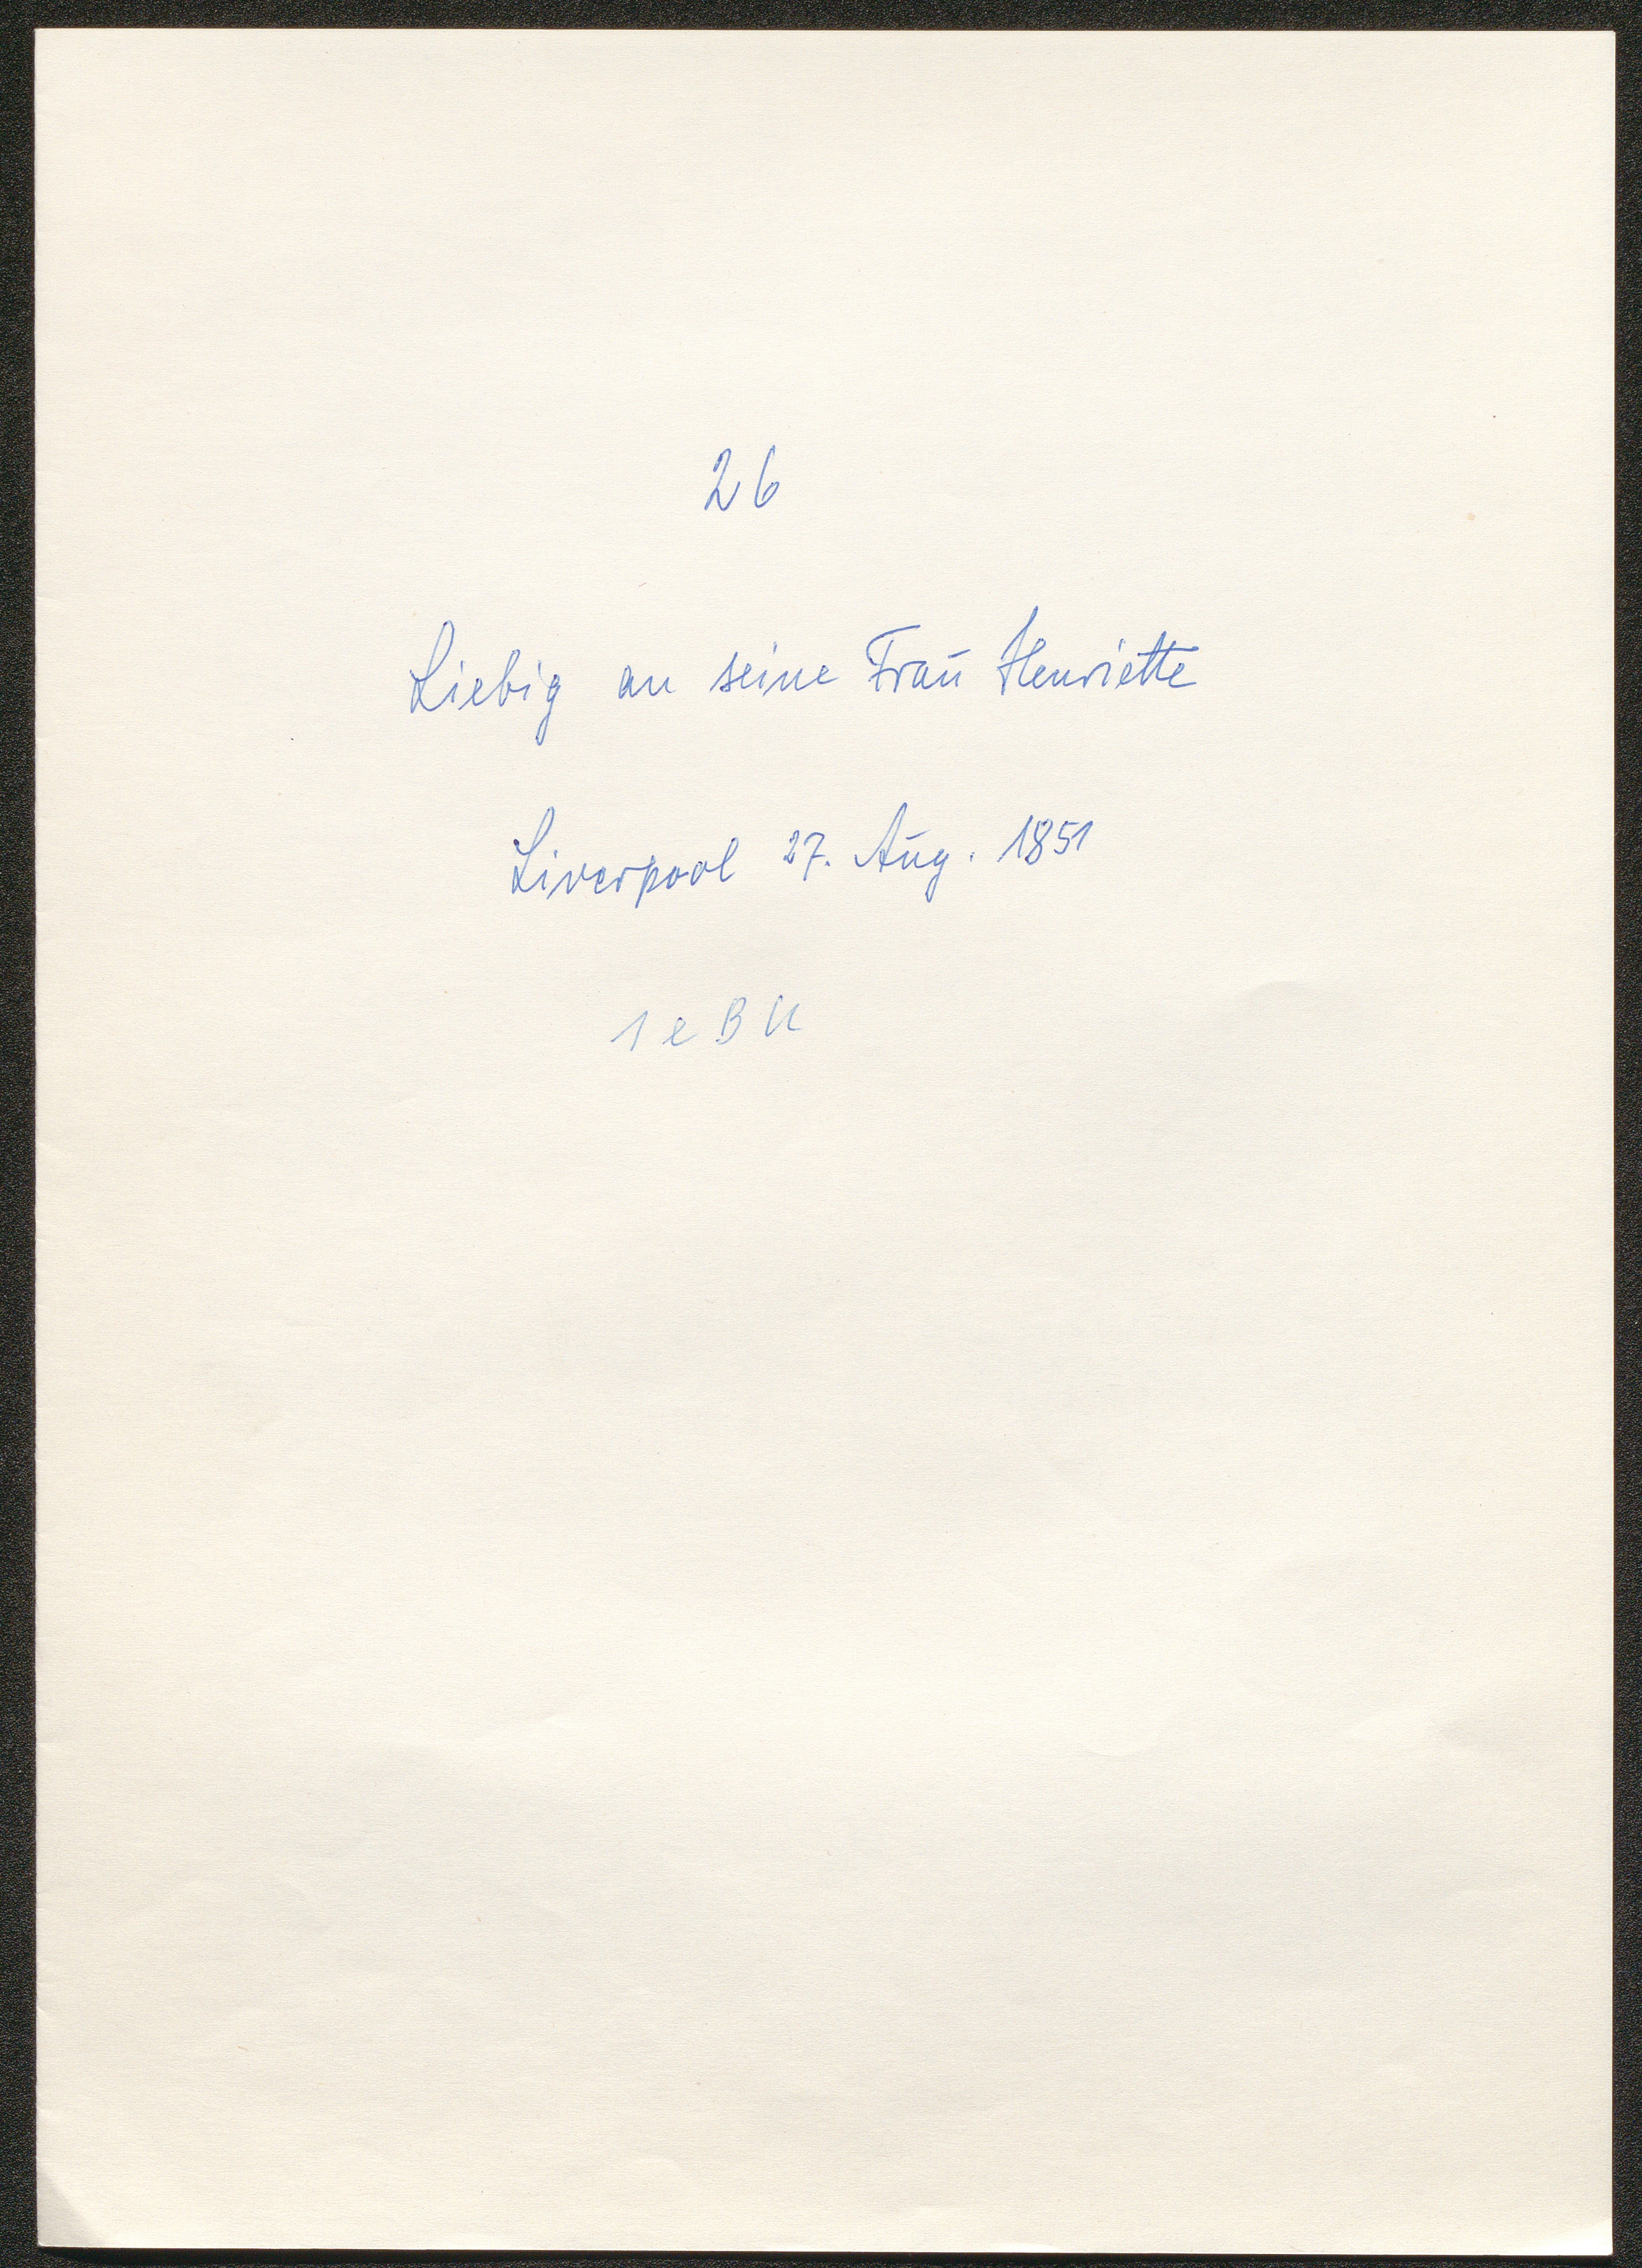 26
Liebig an seine Frau Henriette
Liverpool 27. Aug. 1851
1 e B U